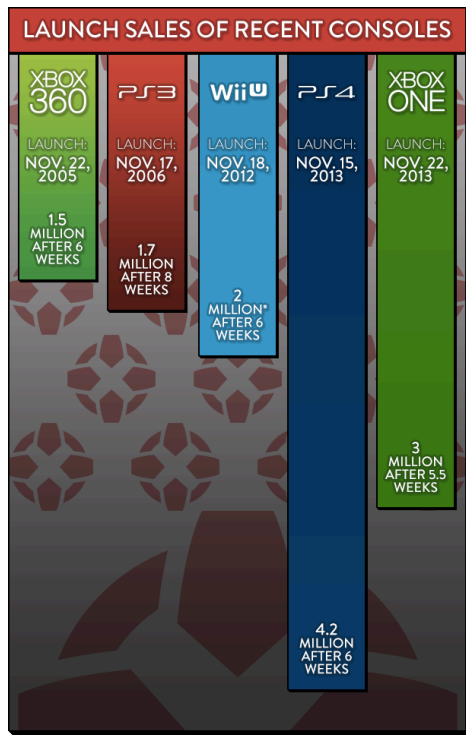 LAUNCH SALES OF RECENT CONSOLES
XBOX
360
LAUNCH:
NOV. 22,
2005
1.5
MILLION
AFTER 6
WEEKS
PS3
LAUNCH:
NOV. 17,
2006
1.7
MILLION
AFTER 8
WEEKS
Wii U
LAUNCH:
NOV. 18,
2012
2
MILLION*
AFTER 6
WEEKS
PS4
LAUNCH:
NOV. 15,
2013
4.2
MILLION
AFTER 6
WEEKS
XBOX
ONE
LAUNCH:
NOV. 22,
2013
3
MILLION
AFTER 5.5
WEEKS